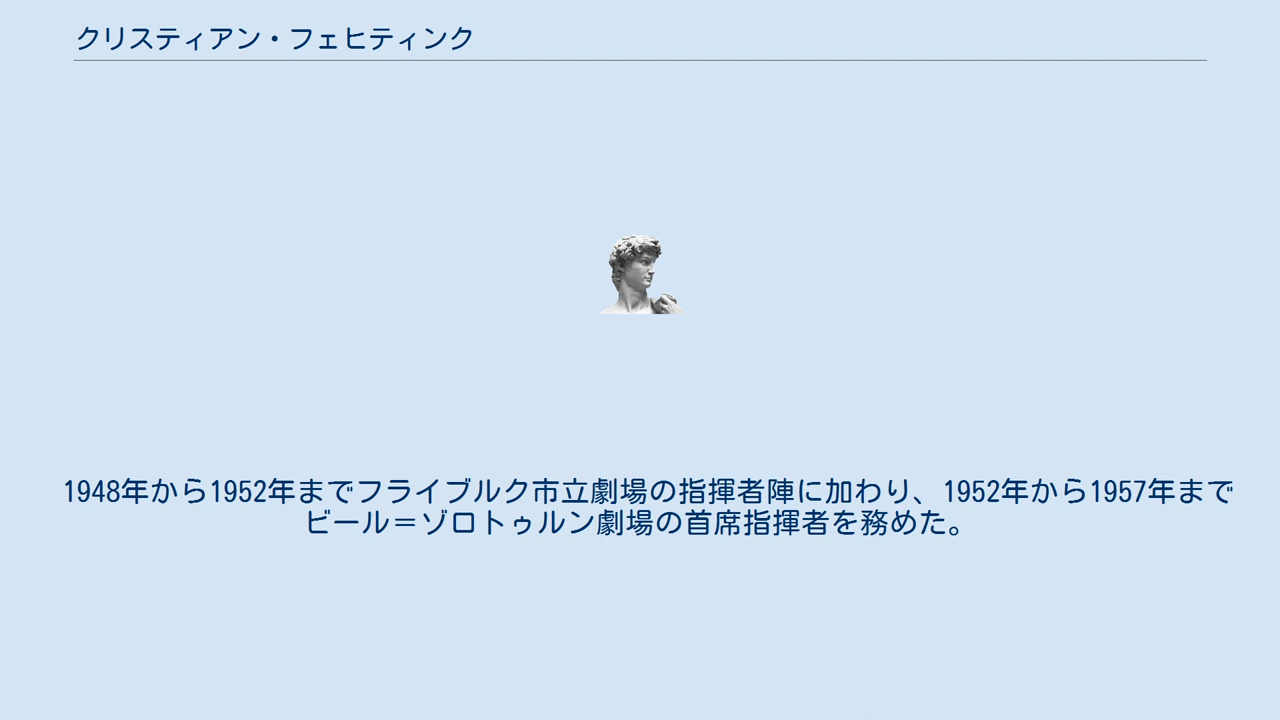 クリスティアン・フェヒティンク
1948年から1952年までフライブルク市立劇場の指揮者陣に加わり、1952年から1957年まで
ビール＝ゾロトゥルン劇場の首席指揮者を務めた。